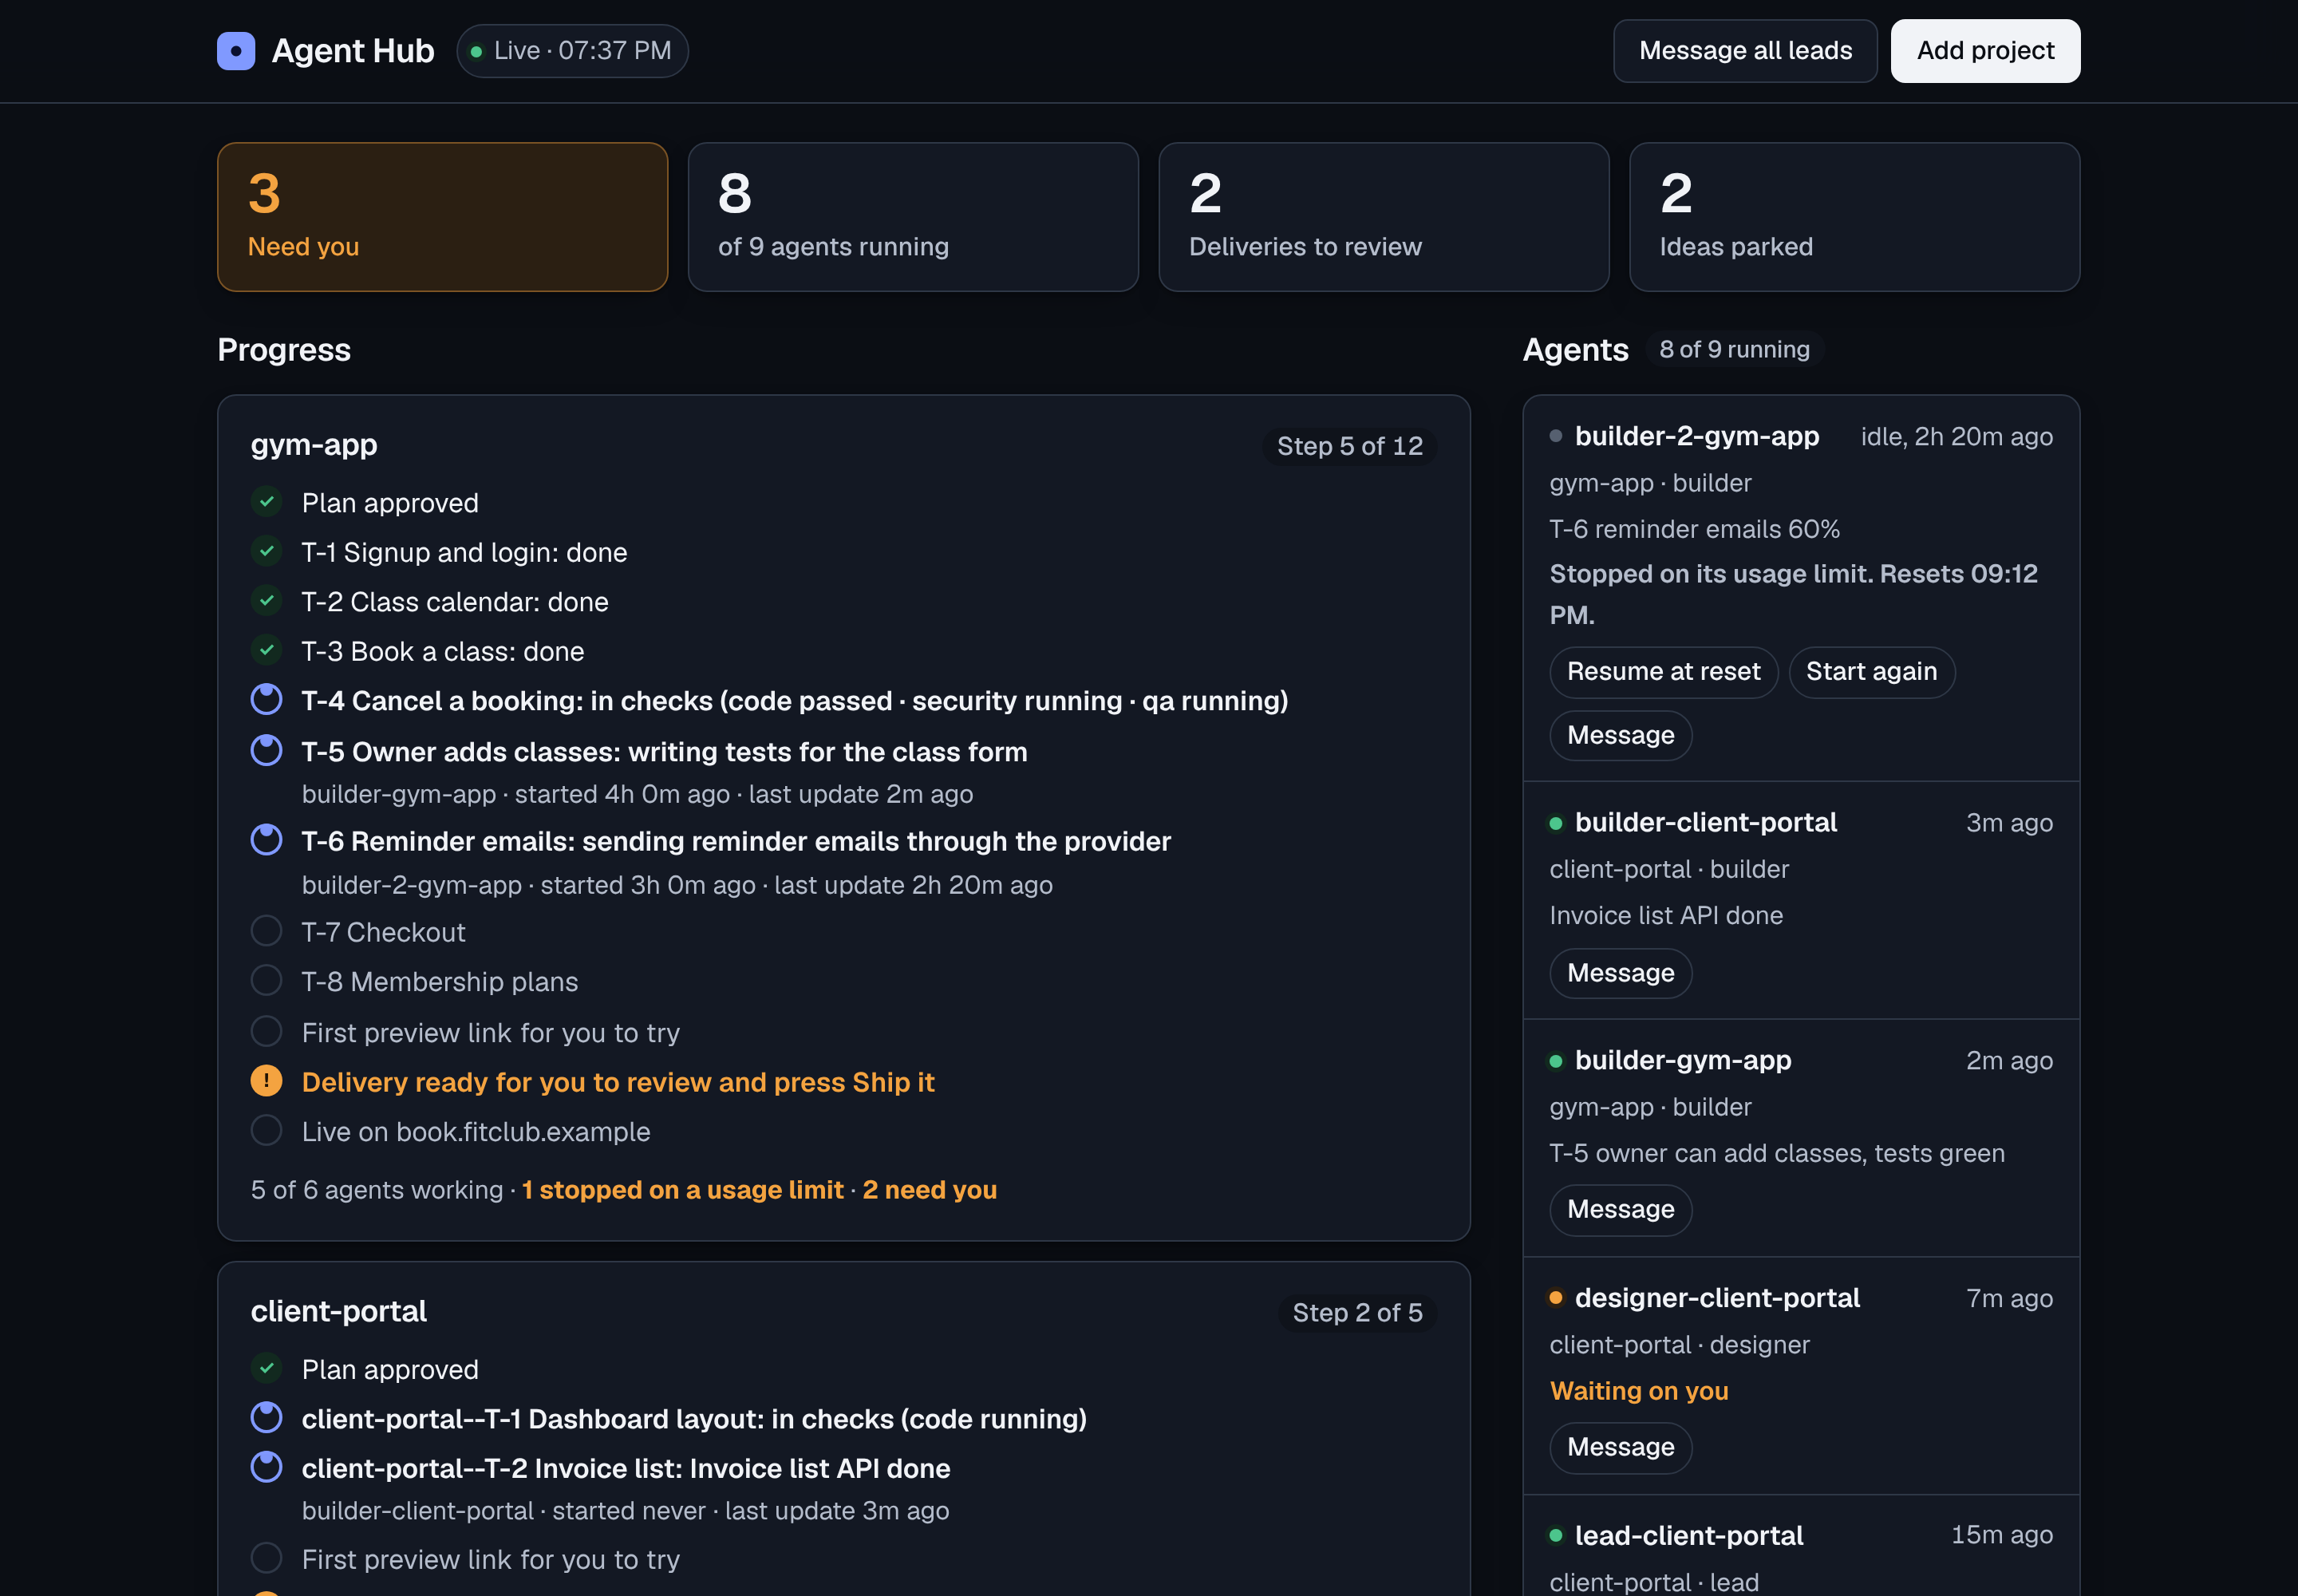 Agent Hub
Live · 07:37 PM
Message all leads
Add project
3
Need you
8
of 9 agents running
2
Deliveries to review
2
Ideas parked
Progress
gym-app
Step 5 of 12
Plan approved
T-1 Signup and login: done
T-2 Class calendar: done
T-3 Book a class: done
T-4 Cancel a booking: in checks (code passed · security running · qa running)
T-5 Owner adds classes: writing tests for the class form
builder-gym-app · started 4h 0m ago · last update 2m ago
T-6 Reminder emails: sending reminder emails through the provider
builder-2-gym-app · started 3h 0m ago · last update 2h 20m ago
T-7 Checkout
T-8 Membership plans
First preview link for you to try
! Delivery ready for you to review and press Ship it
Live on book.fitclub.example
5 of 6 agents working · 1 stopped on a usage limit · 2 need you
client-portal
Step 2 of 5
Plan approved
client-portal--T-1 Dashboard layout: in checks (code running)
client-portal--T-2 Invoice list: Invoice list API done
builder-client-portal · started never · last update 3m ago
First preview link for you to try
Agents
8 of 9 running
builder-2-gym-app
idle, 2h 20m ago
gym-app · builder
T-6 reminder emails 60%
Stopped on its usage limit. Resets 09:12
PM.
Resume at reset
Start again
Message
builder-client-portal
3m ago
client-portal · builder
Invoice list API done
Message
builder-gym-app
2m ago
gym-app · builder
T-5 owner can add classes, tests green
Message
designer-client-portal
7m ago
client-portal · designer
Waiting on you
Message
lead-client-portal
15m ago
client-portal · lead